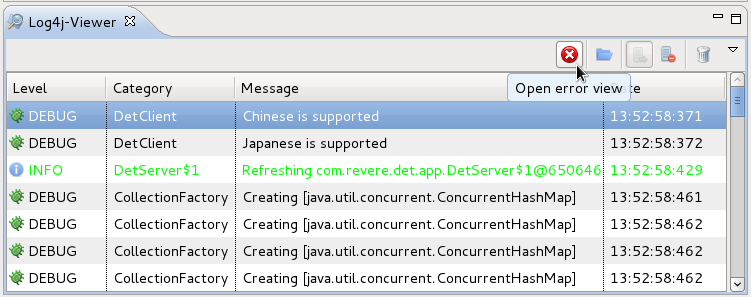 Log4j-Viewer
Level Category Message te
Open error view
DEBUG DetClient Chinese is supported 13:52:58:371
DEBUG DetClient Japanese is supported 13:52:58:372
INFO DetServer$1 Refreshing com.revere.det.app.DetServer$1@650646 13:52:58:429
DEBUG CollectionFactory Creating [java.util.concurrent.ConcurrentHashMap] 13:52:58:461
DEBUG CollectionFactory Creating [java.util.concurrent.ConcurrentHashMap] 13:52:58:462
DEBUG CollectionFactory Creating [java.util.concurrent.ConcurrentHashMap] 13:52:58:462
DEBUG CollectionFactory Creating [java.util.concurrent.ConcurrentHashMap] 13:52:58:462